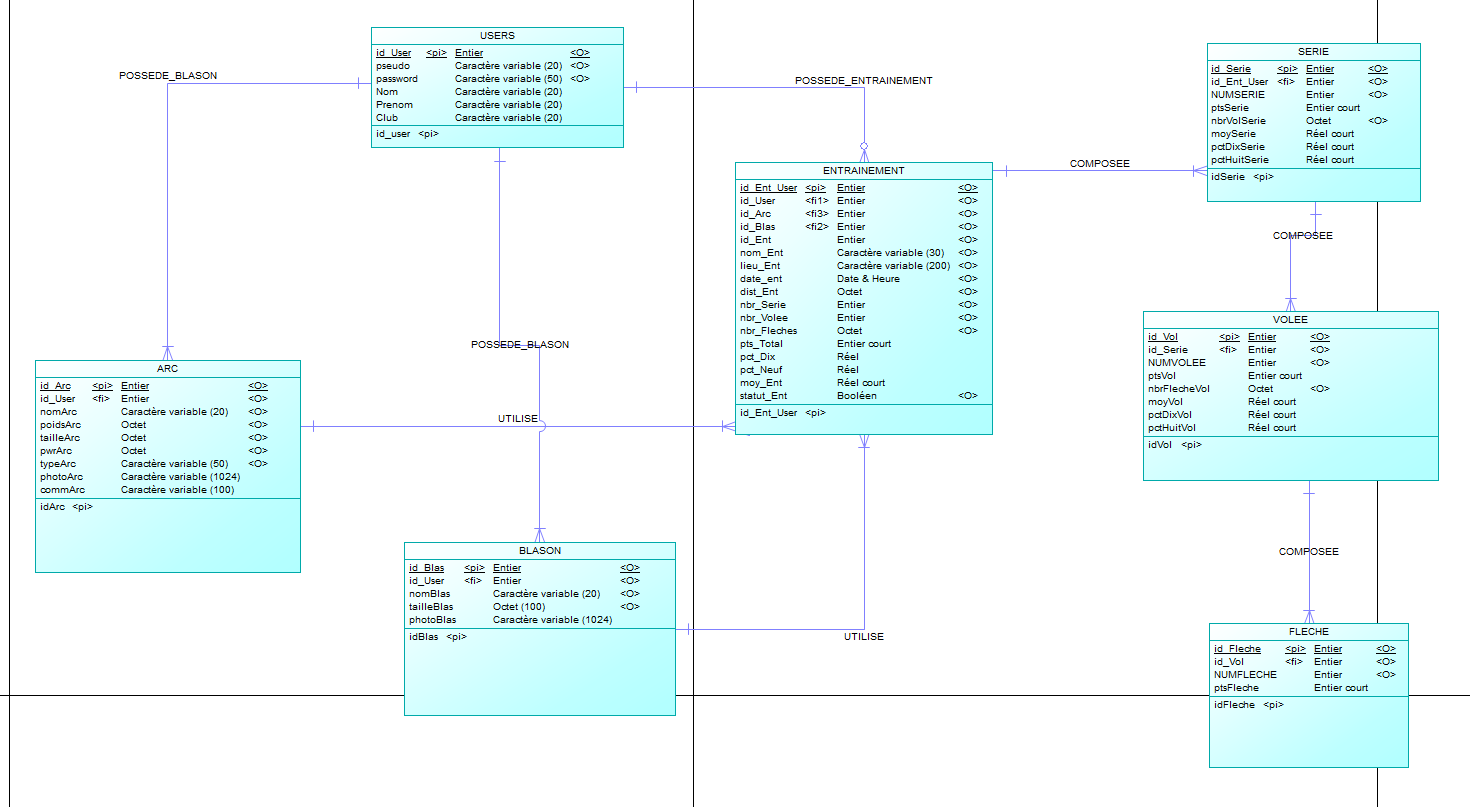 USERS
id_User <pi> Entier <O>
pseudo Caractère variable (20) <O>
password Caractère variable (50) <O>
Nom Caractère variable (20)
Prenom Caractère variable (20)
Club Caractère variable (20)
id_user <pi>
POSSEDE_BLASON
POSSEDE_ENTRAINEMENT
SERIE
id_Serie <pi> Entier <O>
id_Ent_User <fi> Entier <O>
NUMSERIE Entier <O>
ptsSerie Entier court
nbrVolSerie Octet <O>
moySerie Réel court
pctDixSerie Réel court
pctHuitSerie Réel court
idSerie <pi>
COMPOSEE
ENTRAINEMENT
id_Ent_User <pi> Entier <O>
id_User <fi1> Entier <O>
id_Arc <fi3> Entier <O>
id_Blas <fi2> Entier <O>
id_Ent Entier <O>
nom_Ent Caractère variable (30) <O>
lieu_Ent Caractère variable (200) <O>
date_ent Date & Heure <O>
dist_Ent Octet <O>
nbr_Serie Entier <O>
nbr_Volee Entier <O>
nbr_Fleches Octet <O>
pts_Total Entier court
pct_Dix Réel
pct_Neuf Réel
moy_Ent Réel court
statut_Ent Booléen <O>
id_Ent_User <pi>
COMPOSEE
VOLEE
id_Vol <pi> Entier <O>
id_Serie <fi> Entier <O>
NUMVOLEE Entier <O>
ptsVol Entier court
nbrFlecheVol Octet <O>
moyVol Réel court
pctDixVol Réel court
pctHuitVol Réel court
idVol <pi>
POSSEDE_BLASON
ARC
id_Arc <pi> Entier <O>
id_User <fi> Entier <O>
nomArc Caractère variable (20) <O>
poidsArc Octet <O>
tailleArc Octet <O>
pwrArc Octet <O>
typeArc Caractère variable (50) <O>
photoArc Caractère variable (1024)
commArc Caractère variable (100)
idArc <pi>
UTILISE
BLASON
id_Blas <pi> Entier <O>
id_User <fi> Entier <O>
nomBlas Caractère variable (20) <O>
tailleBlas Octet (100) <O>
photoBlas Caractère variable (1024)
idBlas <pi>
UTILISE
COMPOSEE
FLECHE
id_Fleche <pi> Entier <O>
id_Vol <fi> Entier <O>
NUMFLECHE Entier <O>
ptsFleche Entier court
idFleche <pi>